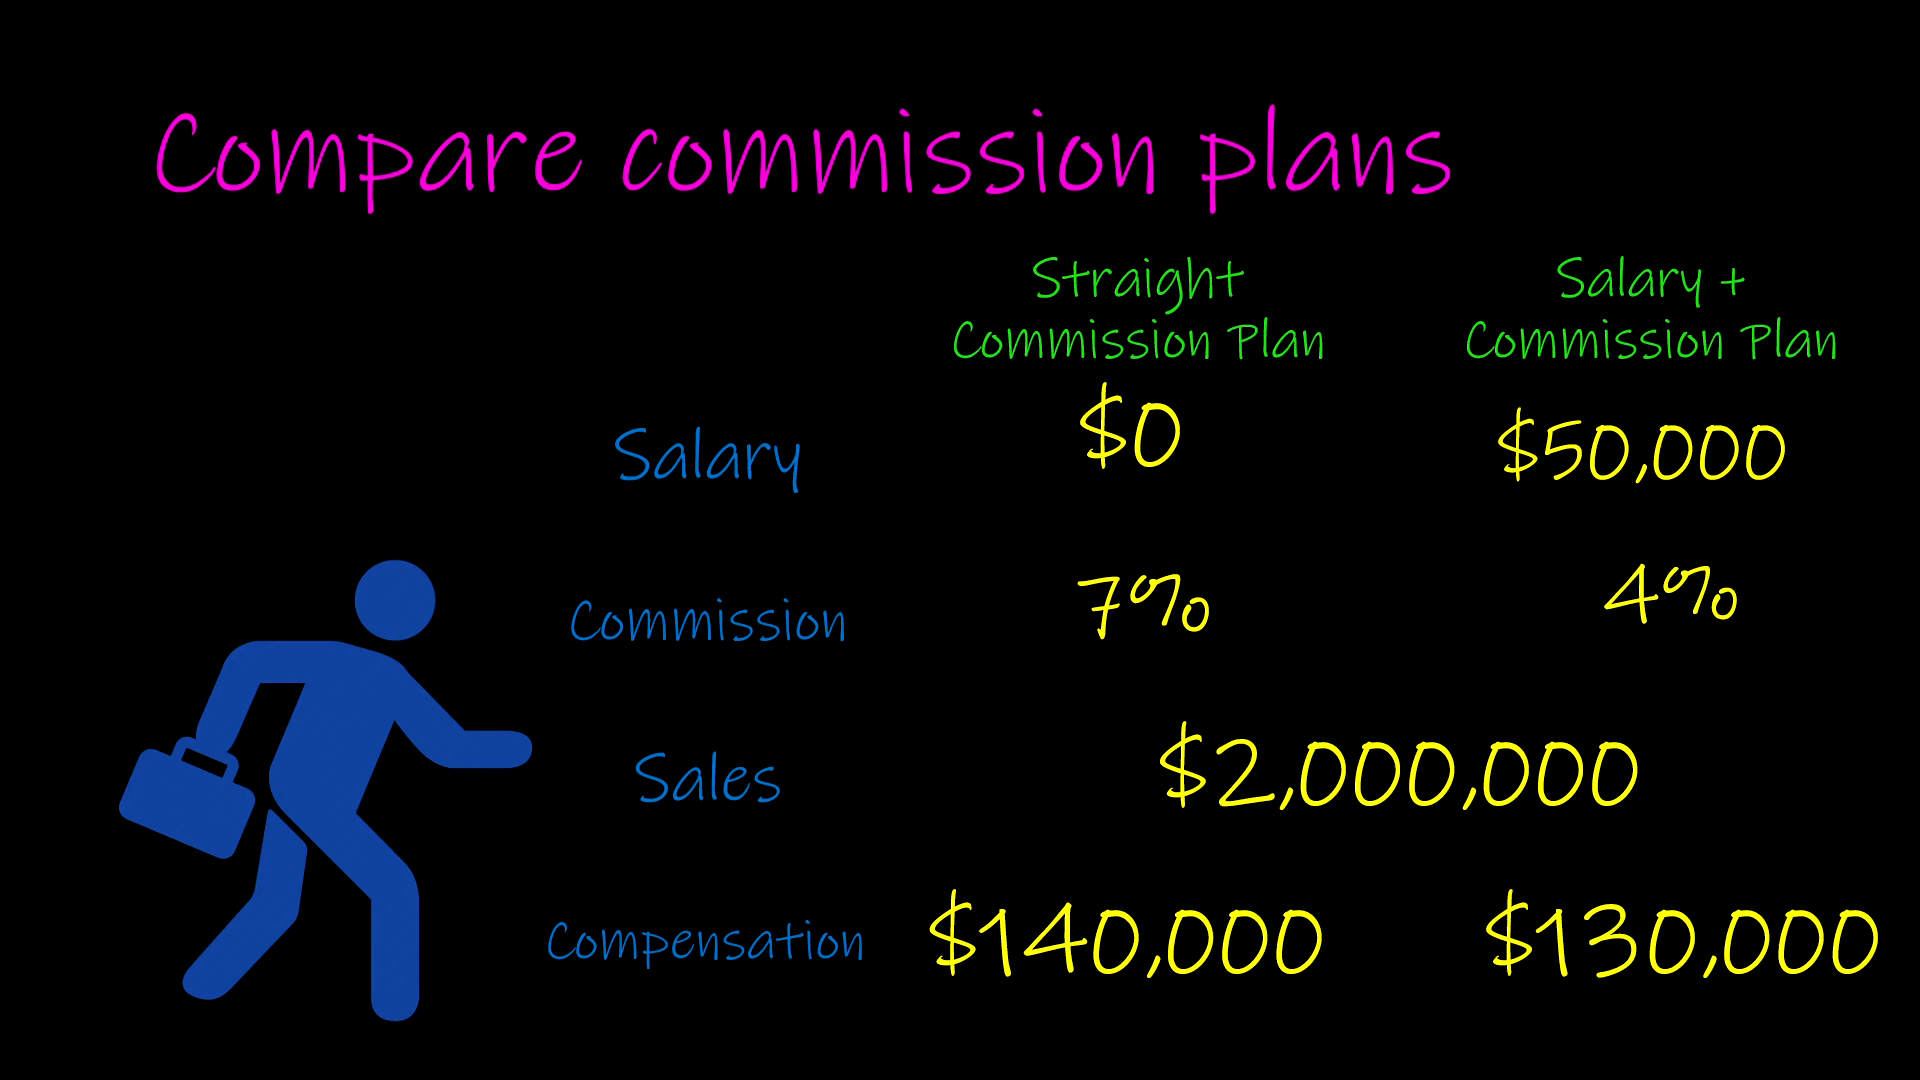 Compare commission plans
Straight
Commission Plan
Salary +
Commission Plan
Salary $0 $50,000
Commission 7% 4%
Sales $2,000,000
Compensation $140,000 $130,000